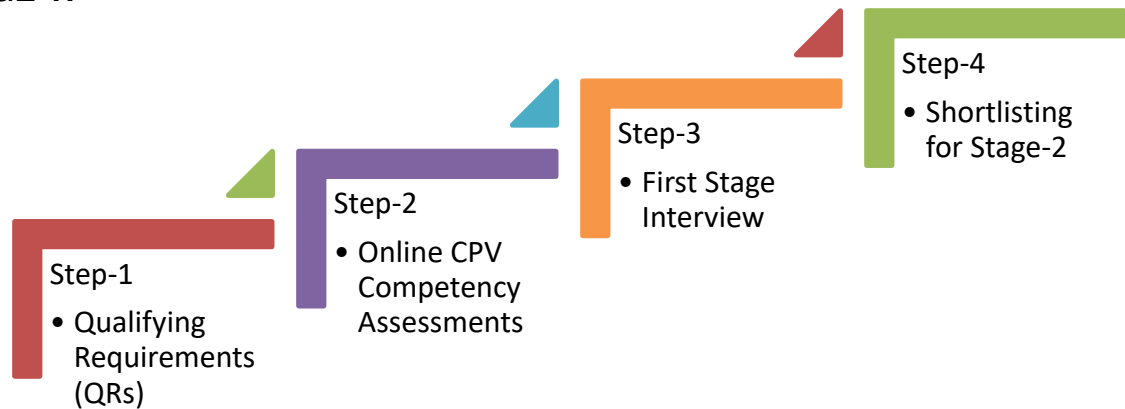 Step-1
• Qualifying
Requirements
(QRs)
Step-2
• Online CPV
Competency
Assessments
Step-3
• First Stage
Interview
Step-4
• Shortlisting
for Stage-2